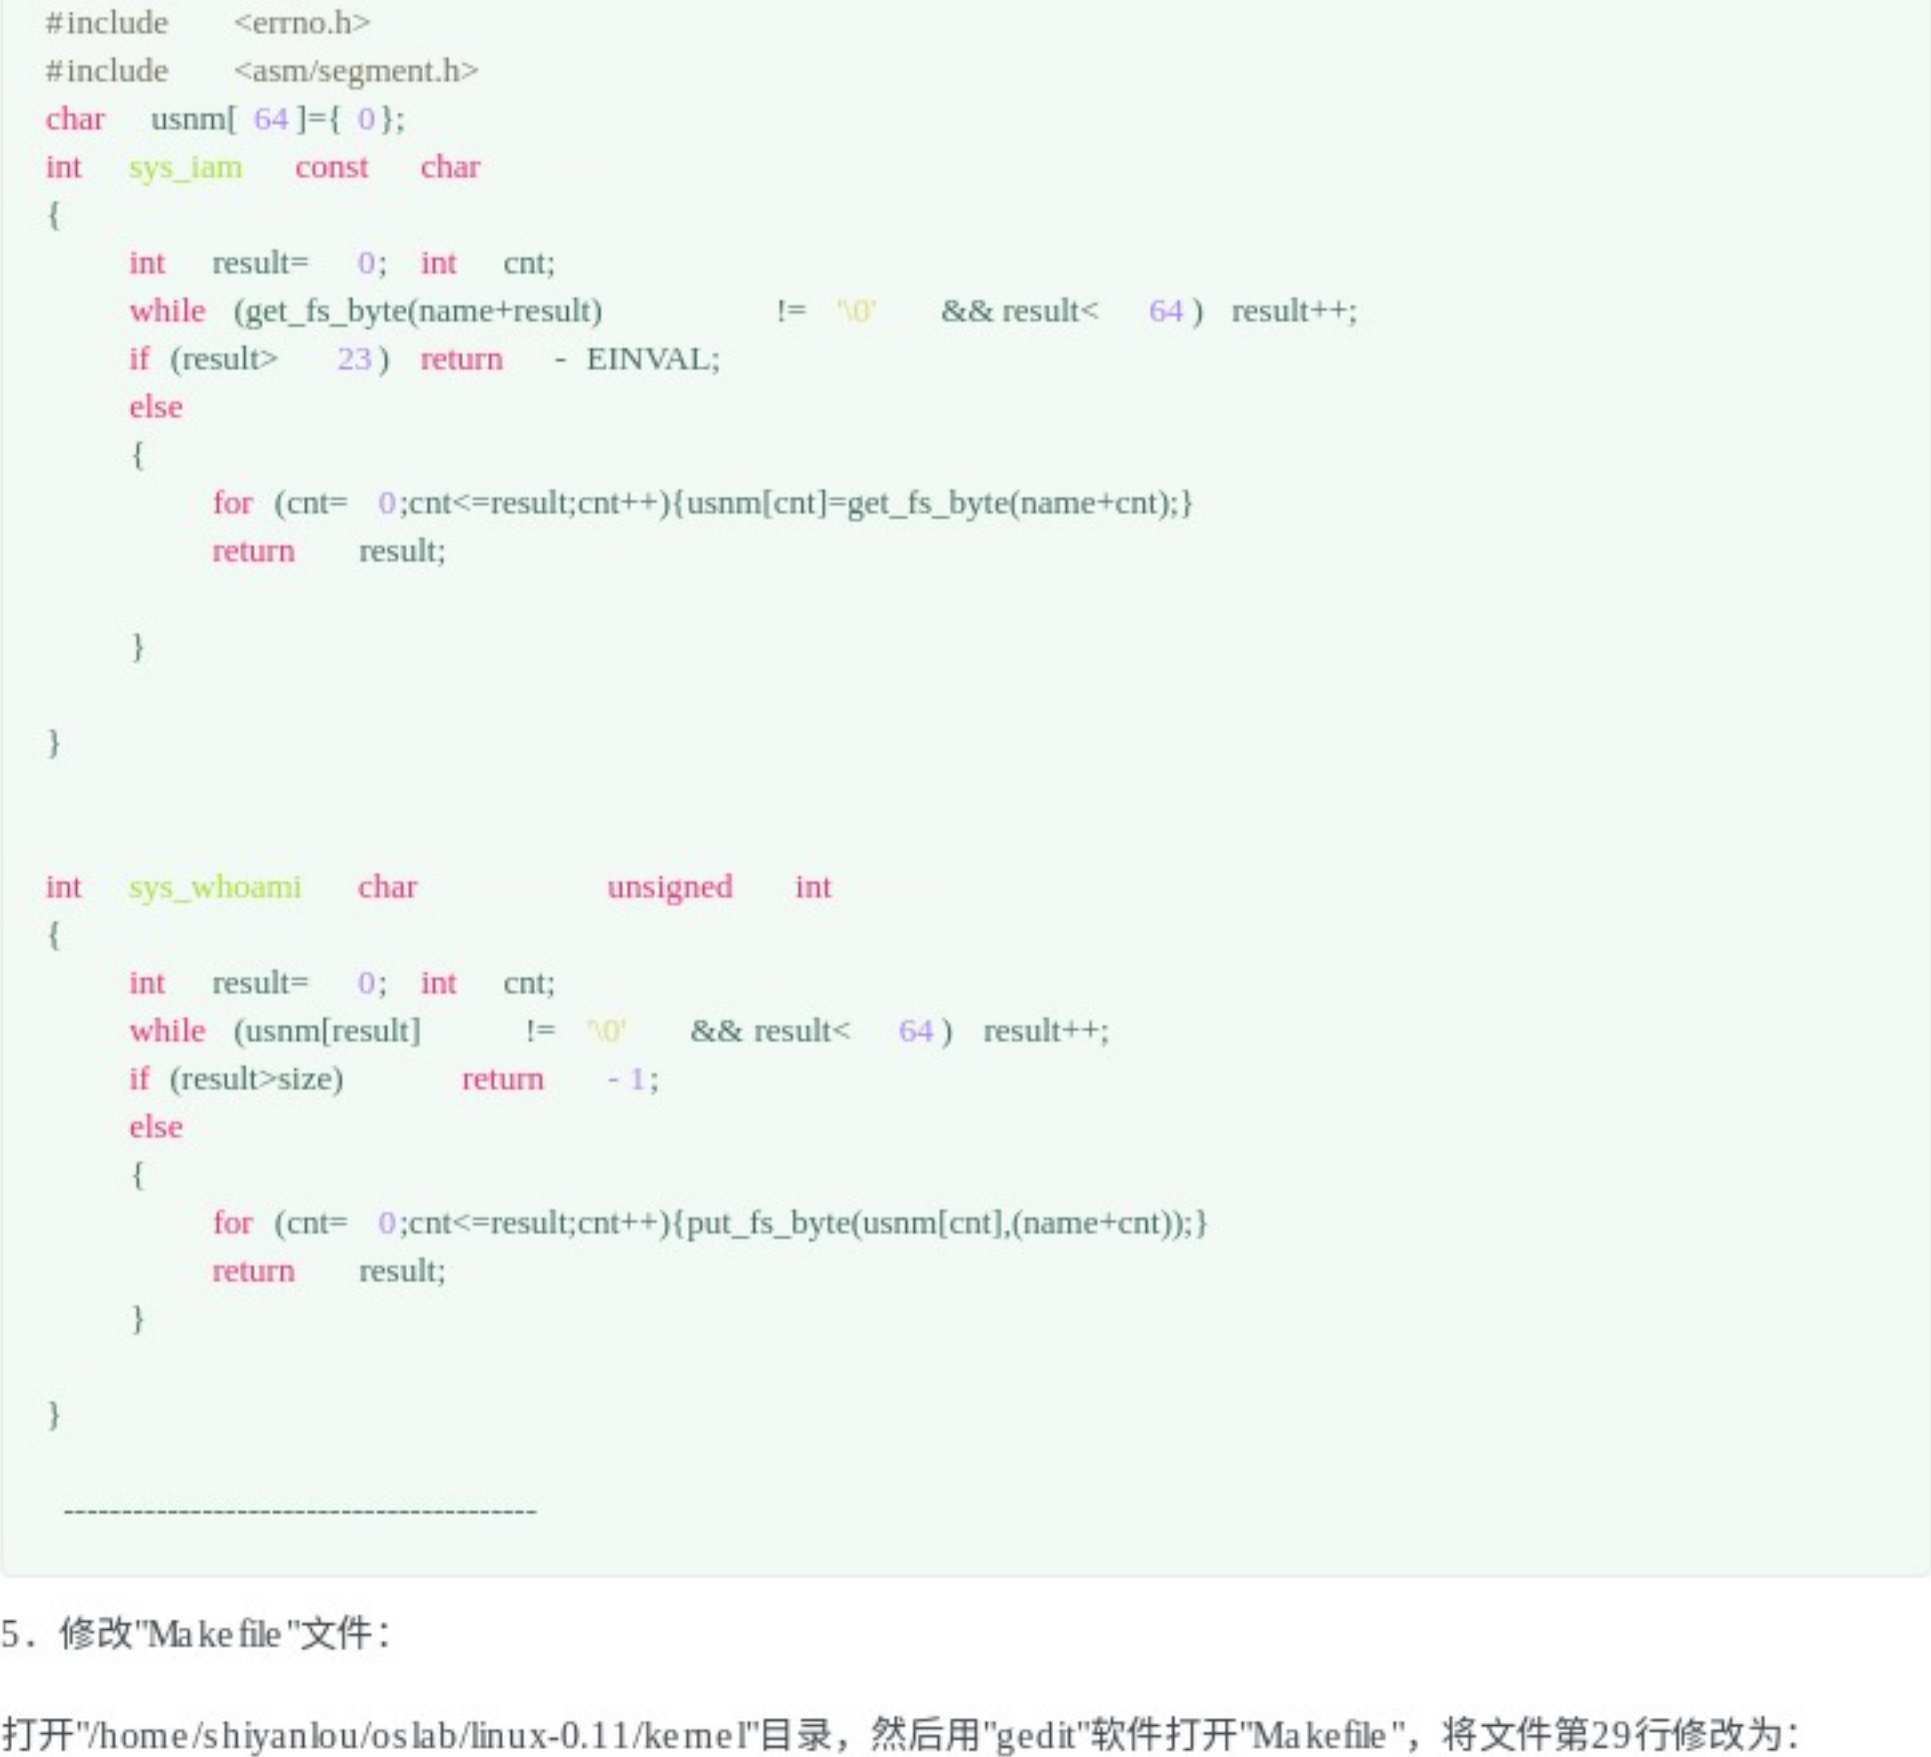 #include <errno.h>
#include <asm/segment.h>
char usnm[ 64 ]={ 0};
int sys_iam const char
{
int result= 0; int cnt;
while (get_fs_byte(name+result) != '\0' && result< 64 ) result++;
if (result> 23 ) return - EINVAL;
else
{
for (cnt= 0;cnt<=result;cnt++){usnm[cnt]=get_fs_byte(name+cnt);}
return result;
}
}
int sys_whoami char unsigned int
{
int result= 0; int cnt;
while (usnm[result] != '\0' && result< 64 ) result++;
if (result>size) return - 1;
else
{
for (cnt= 0;cnt<=result;cnt++){put_fs_byte(usnm[cnt],(name+cnt));}
return result;
}
}
-----------------------------------------
5．修改"Makefile"文件：
打开"/home/shiyanlou/oslab/linux-0.11/kernel"目录，然后用"gedit"软件打开"Makefile"，将文件第29行修改为：